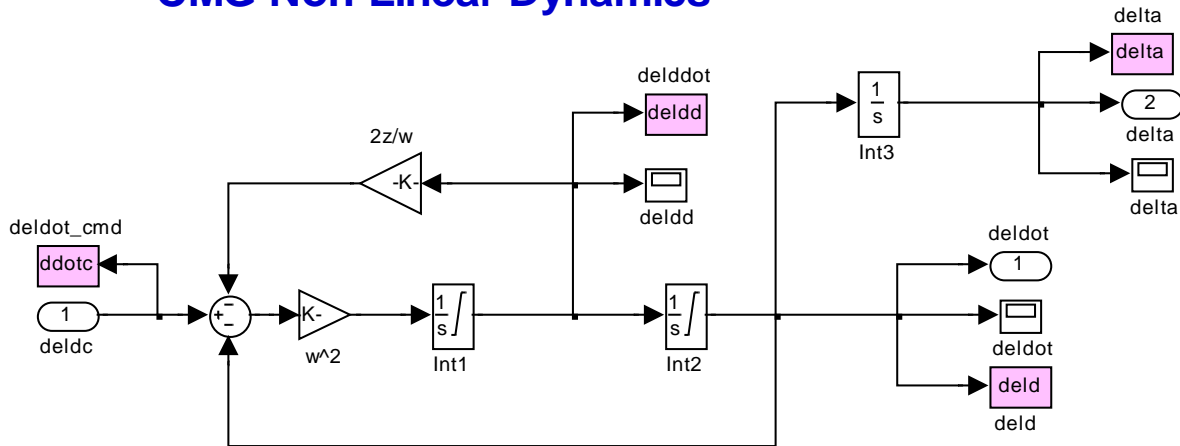 CMG Non-Linear Dynamics
delta
delta
2
delta
delta
delddot
deldd
deldd
1
s
Int3
2z/w
-K-
deldot_cmd
ddotc
1
deldc
+
−
−
K-
w^2
1
s
Int1
1
s
Int2
deldot
1
deldot
deld
deld